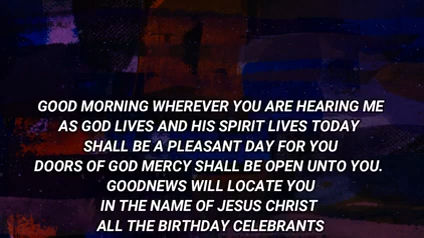 GOOD MORNING WHEREVER YOU ARE HEARING ME
AS GOD LIVES AND HIS SPIRIT LIVES TODAY
SHALL BE A PLEASANT DAY FOR YOU
DOORS OF GOD MERCY SHALL BE OPEN UNTO YOU.
GOODNEWS WILL LOCATE YOU
IN THE NAME OF JESUS CHRIST
ALL THE BIRTHDAY CELEBRANTS